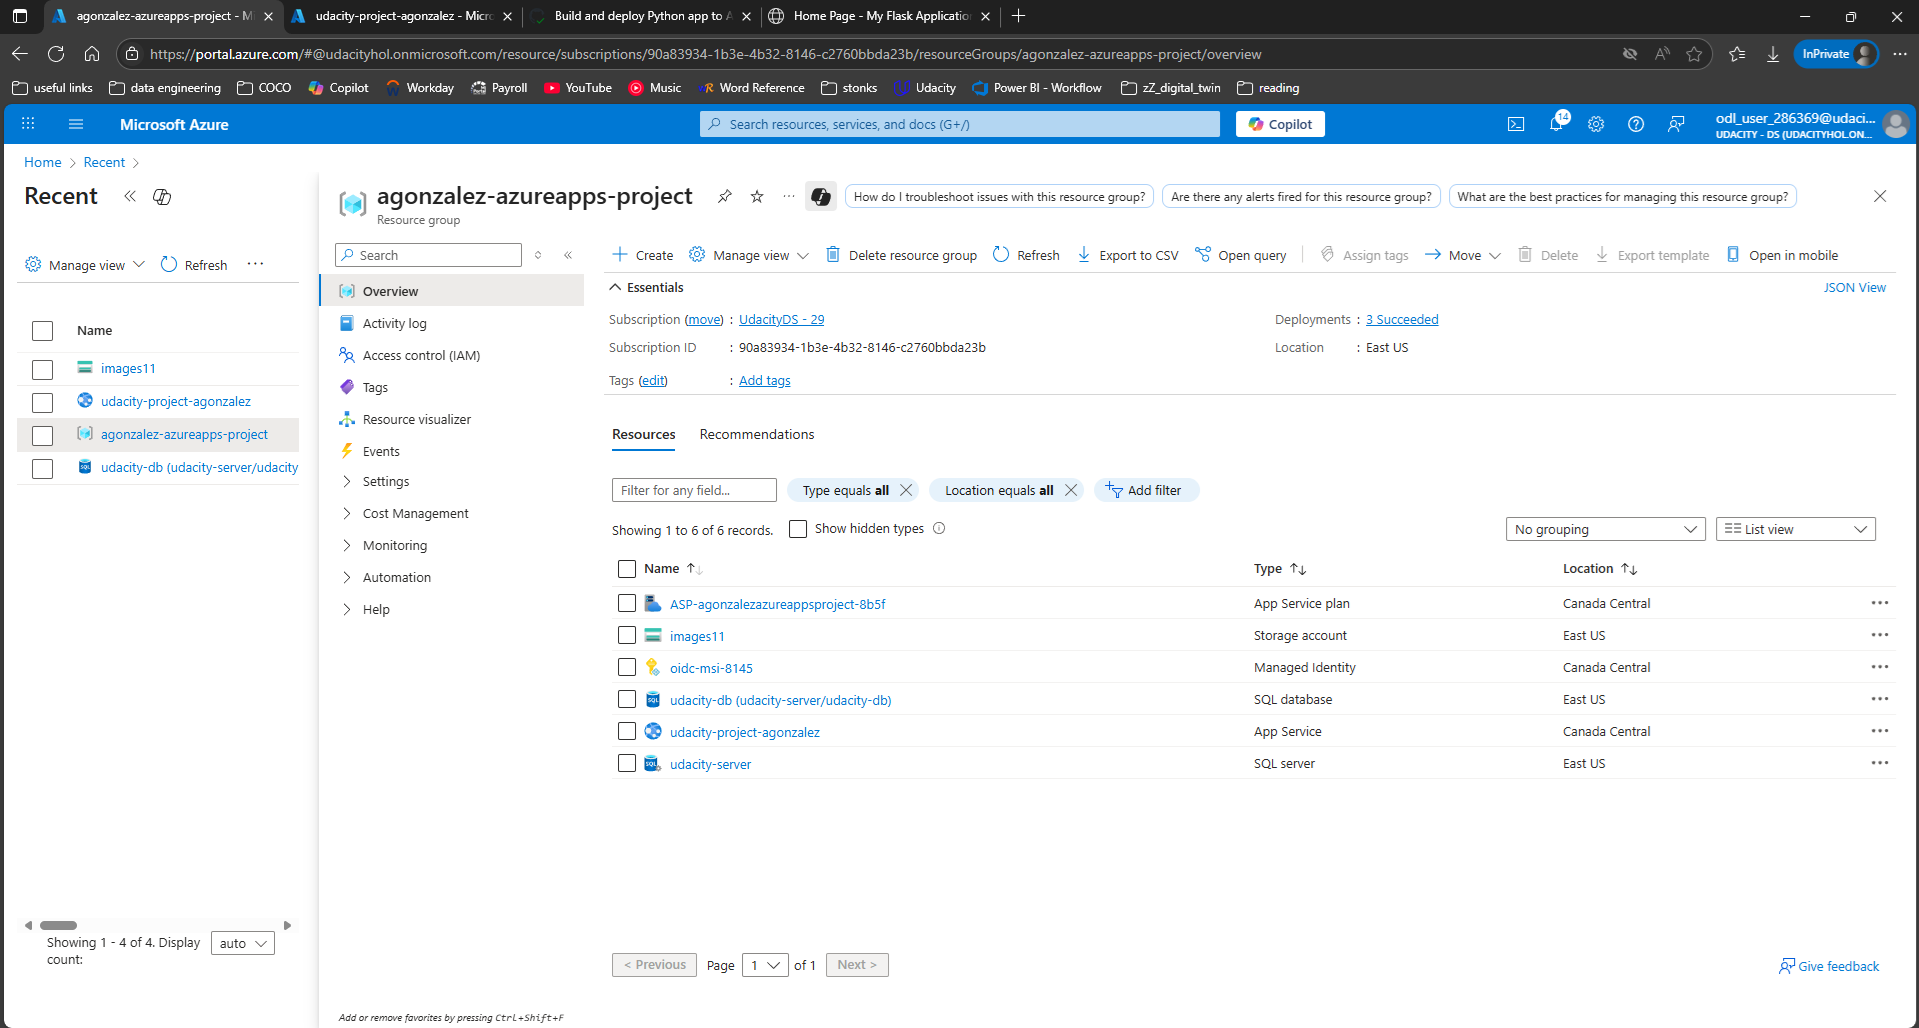 agonzalez-azureapps-project - M
udacity-project-agonzalez - Micro
Build and deploy Python app to A
Home Page - My Flask Application
https://portal.azure.com/#@udacityhol.onmicrosoft.com/resource/subscriptions/90a83934-1b3e-4b32-8146-c2760bbda23b/resourceGroups/agonzalez-azureapps-project/overview
InPrivate
useful links data engineering COCO Copilot Workday Payroll YouTube Music Word Reference stonks Udacity Power BI - Workflow zZ_digital_twin reading
Microsoft Azure
Search resources, services, and docs (G+/)
Copilot
14
odl_user_286369@udaci...
UDACITY - DS (UDACITYHOL.ON...
Home > Recent >
Recent
Manage view Refresh ...
Name
images11
udacity-project-agonzalez
agonzalez-azureapps-project
udacity-db (udacity-server/udacity
Showing 1 - 4 of 4. Display
count:
auto
agonzalez-azureapps-project
Resource group
How do I troubleshoot issues with this resource group?
Are there any alerts fired for this resource group?
What are the best practices for managing this resource group?
Search
Overview
Activity log
Access control (IAM)
Tags
Resource visualizer
Events
Settings
Cost Management
Monitoring
Automation
Help
Add or remove favorites by pressing Ctrl+Shift+F
Create Manage view Delete resource group Refresh Export to CSV Open query Assign tags Move Delete Export template Open in mobile
Essentials
JSON View
Subscription (move) : UdacityDS - 29
Deployments : 3 Succeeded
Subscription ID : 90a83934-1b3e-4b32-8146-c2760bbda23b
Location : East US
Tags (edit) : Add tags
Resources Recommendations
Filter for any field...
Type equals all
Location equals all
Add filter
Showing 1 to 6 of 6 records.
Show hidden types
No grouping
List view
Name Type Location
ASP-agonzalezazureappsproject-8b5f App Service plan Canada Central
images11 Storage account East US
oidc-msi-8145 Managed Identity Canada Central
udacity-db (udacity-server/udacity-db) SQL database East US
udacity-project-agonzalez App Service Canada Central
udacity-server SQL server East US
< Previous Page 1 of 1 Next >
Give feedback